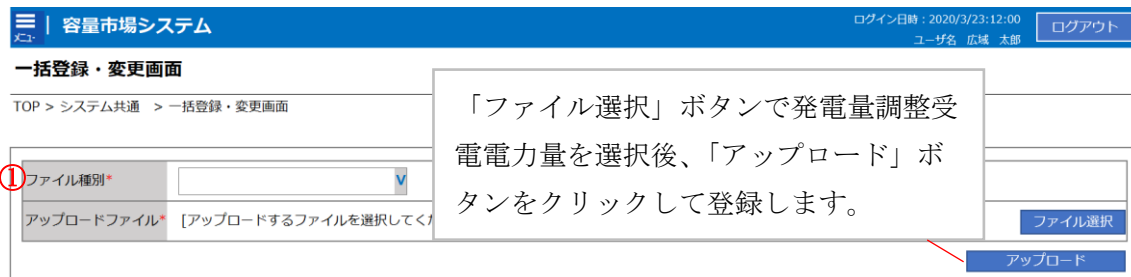 メニュー 容量市場システム
ログイン日時：2020/3/23:12:00
ユーザ名 広域 太郎
ログアウト
一括登録・変更画面
TOP > システム共通 > 一括登録・変更画面
「ファイル選択」ボタンで発電量調整受
電電力量を選択後、「アップロード」ボ
タンをクリックして登録します。
① ファイル種別* V
アップロードファイル* [アップロードするファイルを選択してくだ
ファイル選択
アップロード